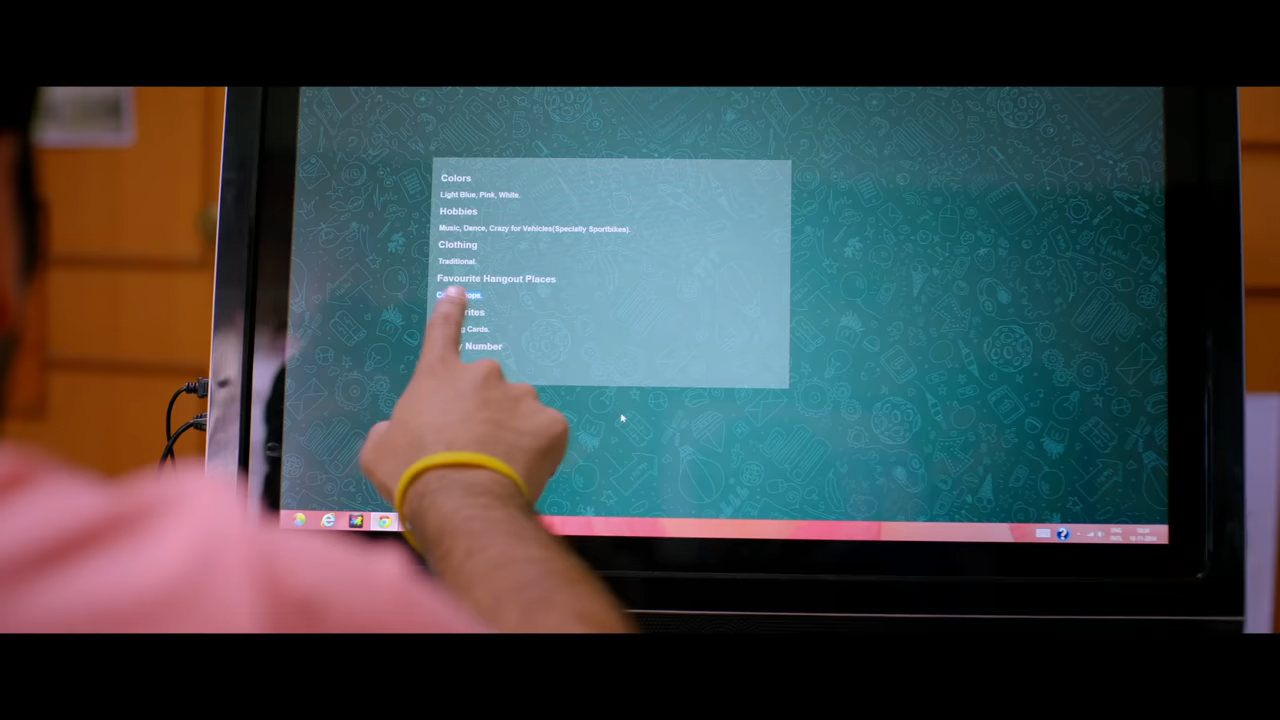 Colors
Light Blue, Pink, White.
Hobbies
Music, Dance, Crazy for Vehicles(Specially Sportbikes).
Clothing
Traditional.
Favourite Hangout Places
Cards.
Number